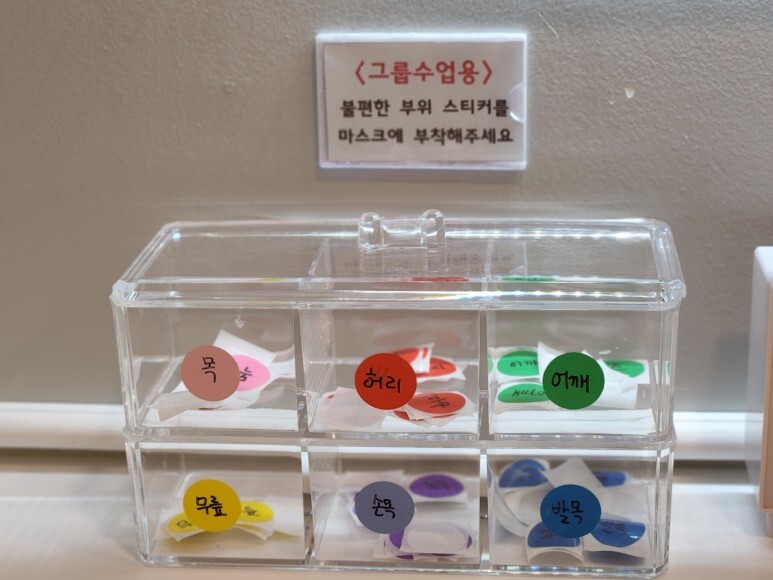 <그룹수업용>
불편한 부위 스티커를
마스크에 부착해주세요
목
허리
어깨
무릎
손목
발목